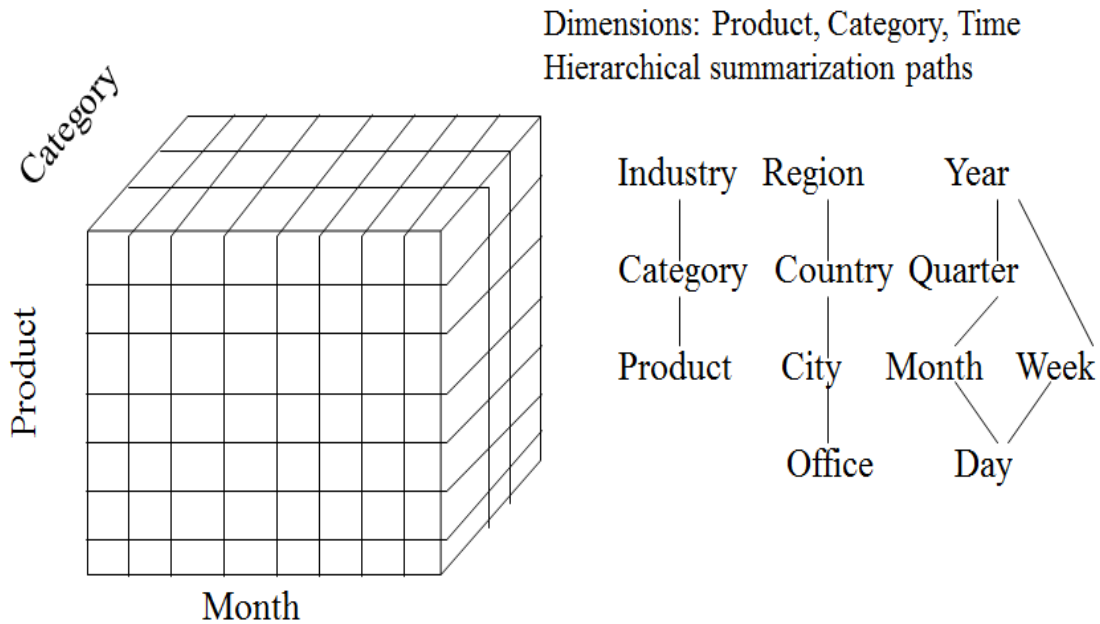 Dimensions: Product, Category, Time
Hierarchical summarization paths
Category
Product
Month
Industry Region Year
Category Country Quarter
Product City Month Week
Office Day